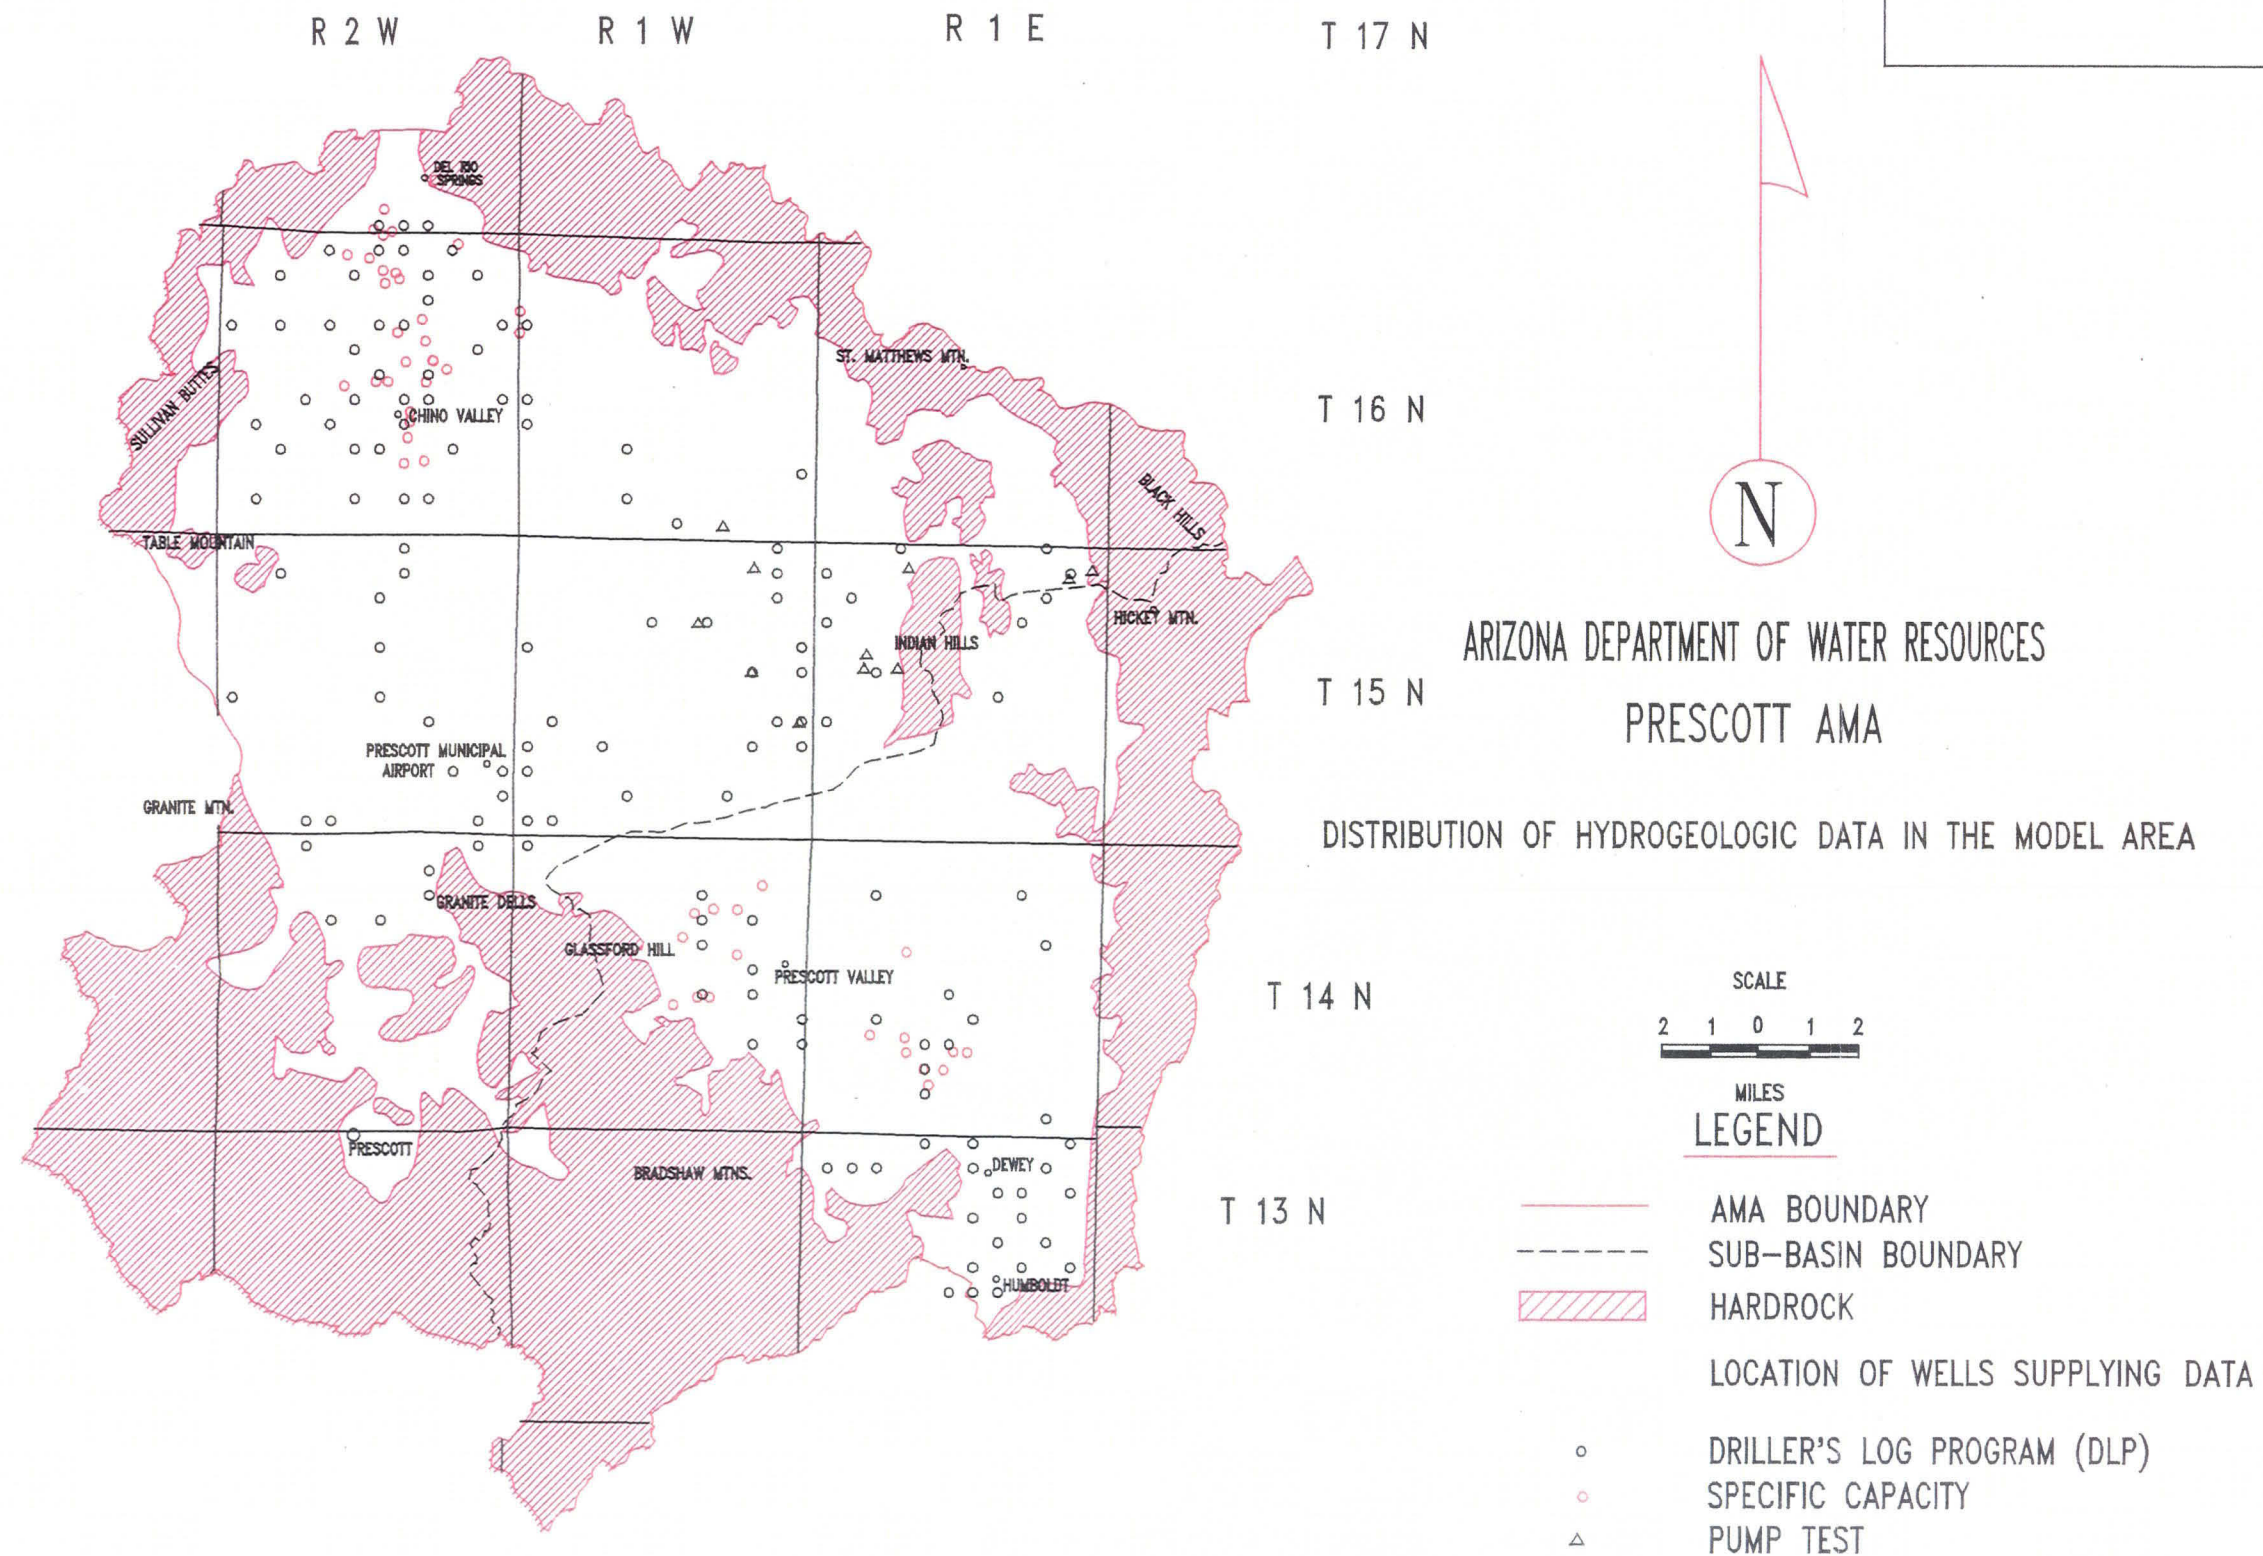 R 2 W
R 1 W
R 1 E
T 17 N
DEL RIO
SPRINGS
ST. MATTHEWS MTN.
SULLIVAN BUTTES
CHINO VALLEY
T 16 N
BLACK HILLS
N
TABLE MOUNTAIN
HICKEY MTN.
INDIAN HILLS
ARIZONA DEPARTMENT OF WATER RESOURCES
T 15 N
PRESCOTT AMA
PRESCOTT MUNICIPAL
AIRPORT
GRANITE MTN.
DISTRIBUTION OF HYDROGEOLOGIC DATA IN THE MODEL AREA
GRANITE DELLS
GLASSFORD HILL
PRESCOTT VALLEY
T 14 N
SCALE
2 1 0 1 2
MILES
LEGEND
PRESCOTT
BRADSHAW MTNS.
DEWEY
T 13 N
AMA BOUNDARY
SUB-BASIN BOUNDARY
HUMBOLDT
HARDROCK
LOCATION OF WELLS SUPPLYING DATA
DRILLER'S LOG PROGRAM (DLP)
SPECIFIC CAPACITY
PUMP TEST